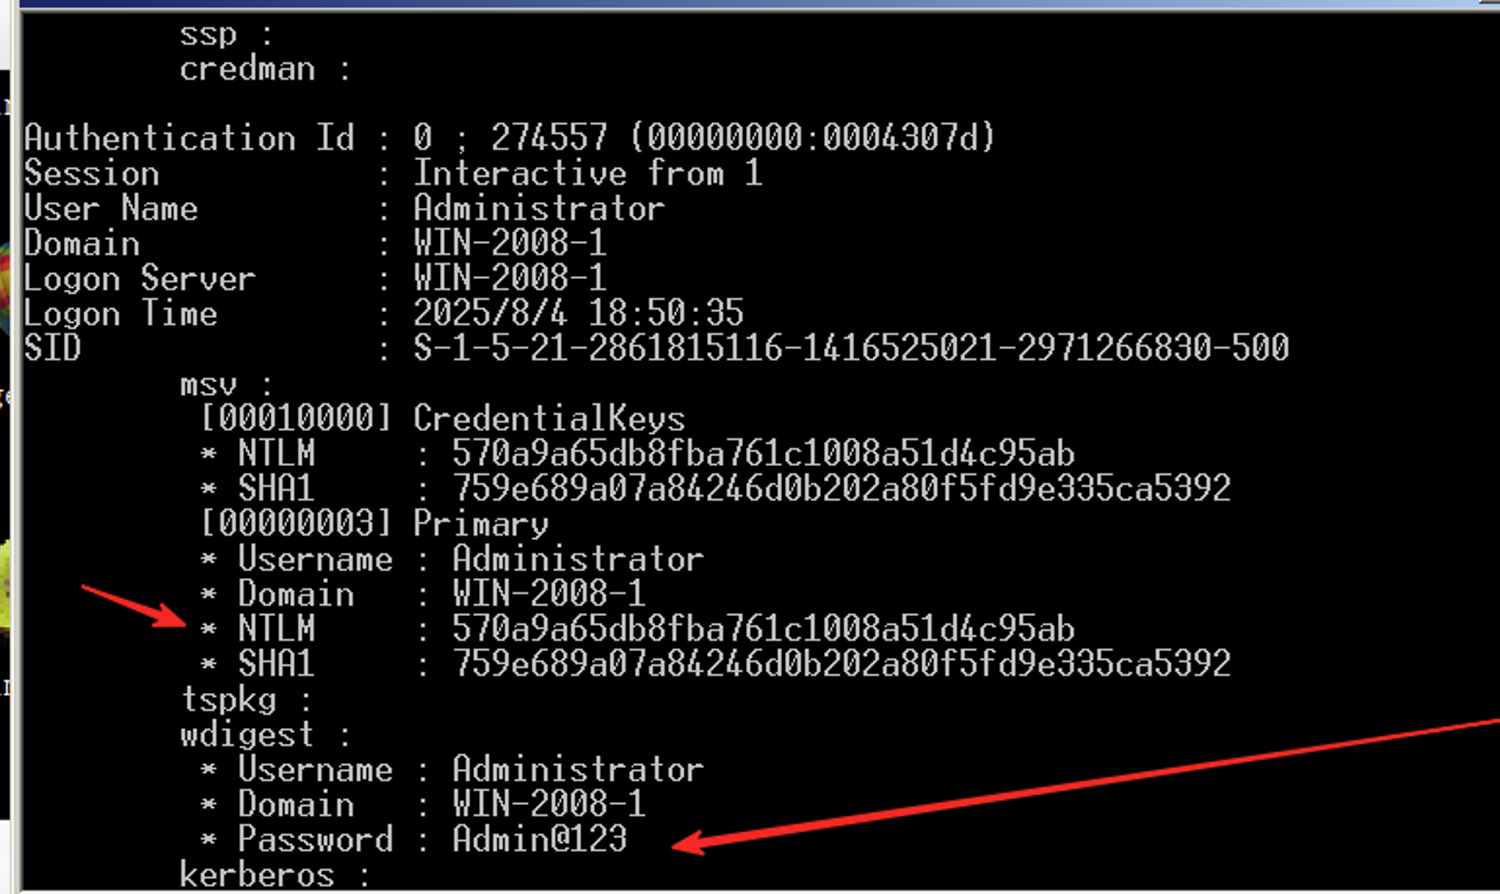 ssp :
credman :
Authentication Id : 0 ; 274557 (00000000:0004307d)
Session : Interactive from 1
User Name : Administrator
Domain : WIN-2008-1
Logon Server : WIN-2008-1
Logon Time : 2025/8/4 18:50:35
SID : S-1-5-21-2861815116-1416525021-2971266830-500
msv :
[00010000] CredentialKeys
* NTLM : 570a9a65db8fba761c1008a51d4c95ab
* SHA1 : 759e689a07a84246d0b202a80f5fd9e335ca5392
[00000003] Primary
* Username : Administrator
* Domain : WIN-2008-1
* NTLM : 570a9a65db8fba761c1008a51d4c95ab
* SHA1 : 759e689a07a84246d0b202a80f5fd9e335ca5392
tspkg :
wdigest :
* Username : Administrator
* Domain : WIN-2008-1
* Password : Admin@123
kerberos :